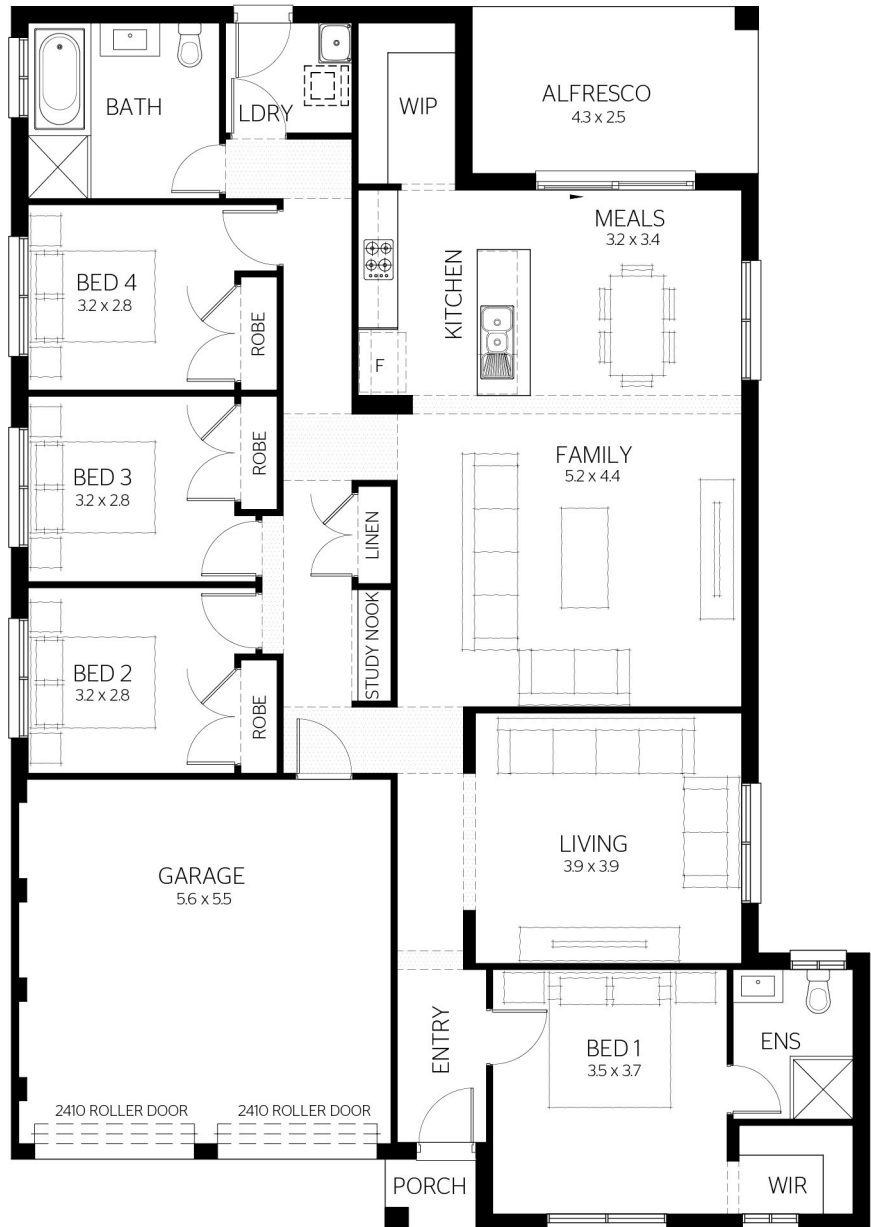 BATH
LDRY
WIP
ALFRESCO
4.3 x 2.5
MEALS
3.2 x 3.4
KITCHEN
F
BED 4
3.2 x 2.8
ROBE
BED 3
3.2 x 2.8
ROBE
FAMILY
5.2 x 4.4
LINEN
STUDY NOOK
BED 2
3.2 x 2.8
ROBE
LIVING
3.9 x 3.9
GARAGE
5.6 x 5.5
2410 ROLLER DOOR
2410 ROLLER DOOR
ENTRY
BED 1
3.5 x 3.7
ENS
PORCH
WIR